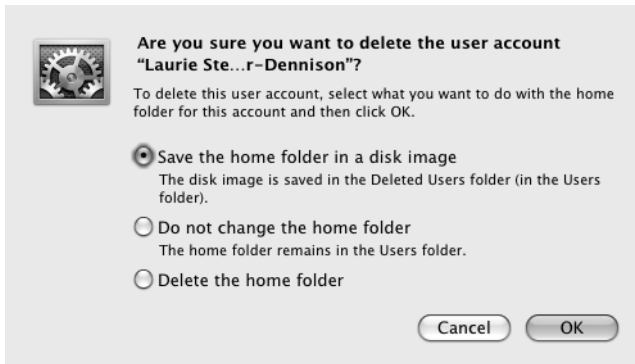 Are you sure you want to delete the user account
“Laurie Ste...r-Dennison”?
To delete this user account, select what you want to do with the home
folder for this account and then click OK.
Save the home folder in a disk image
The disk image is saved in the Deleted Users folder (in the Users
folder).
Do not change the home folder
The home folder remains in the Users folder.
Delete the home folder
Cancel OK